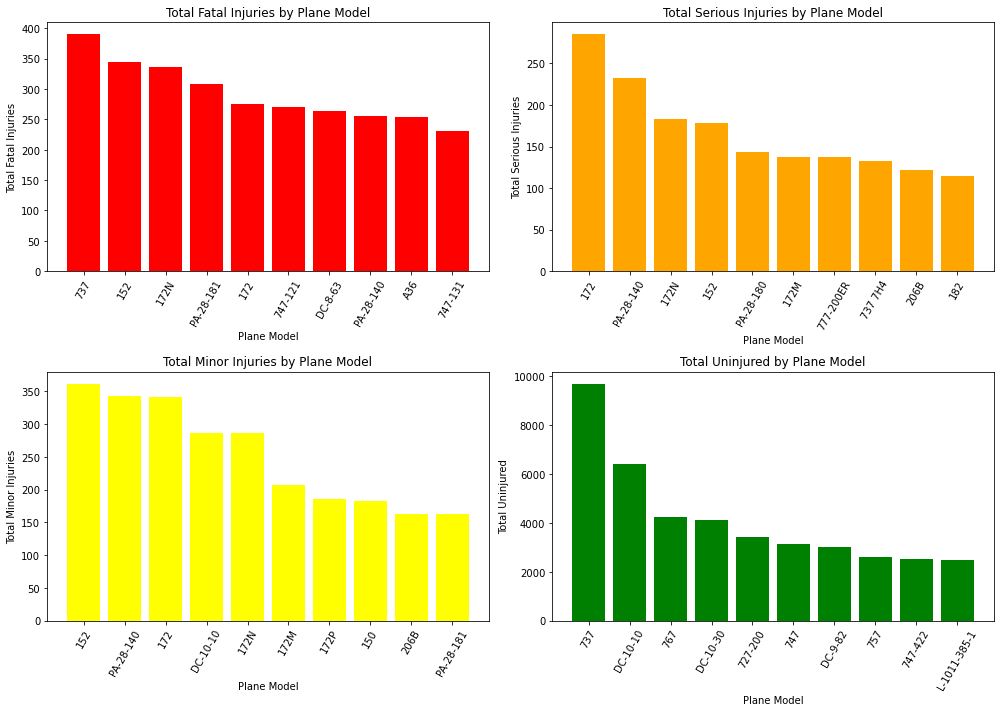 Total Fatal Injuries by Plane Model
Total Fatal Injuries
400
350
300
250
200
150
100
50
0
737
152
172N
PA-28-181
172
747-121
DC-8-63
PA-28-140
A36
747-131
Plane Model
Total Serious Injuries by Plane Model
Total Serious Injuries
250
200
150
100
50
0
172
PA-28-140
172N
152
PA-28-180
172M
777-200ER
737 7H4
206B
182
Plane Model
Total Minor Injuries by Plane Model
Total Minor Injuries
350
300
250
200
150
100
50
0
152
PA-28-140
172
DC-10-10
172N
172M
172P
150
206B
PA-28-181
Plane Model
Total Uninjured by Plane Model
Total Uninjured
10000
8000
6000
4000
2000
0
737
DC-10-10
767
DC-10-30
727-200
747
DC-9-82
757
747-422
L-1011-385-1
Plane Model